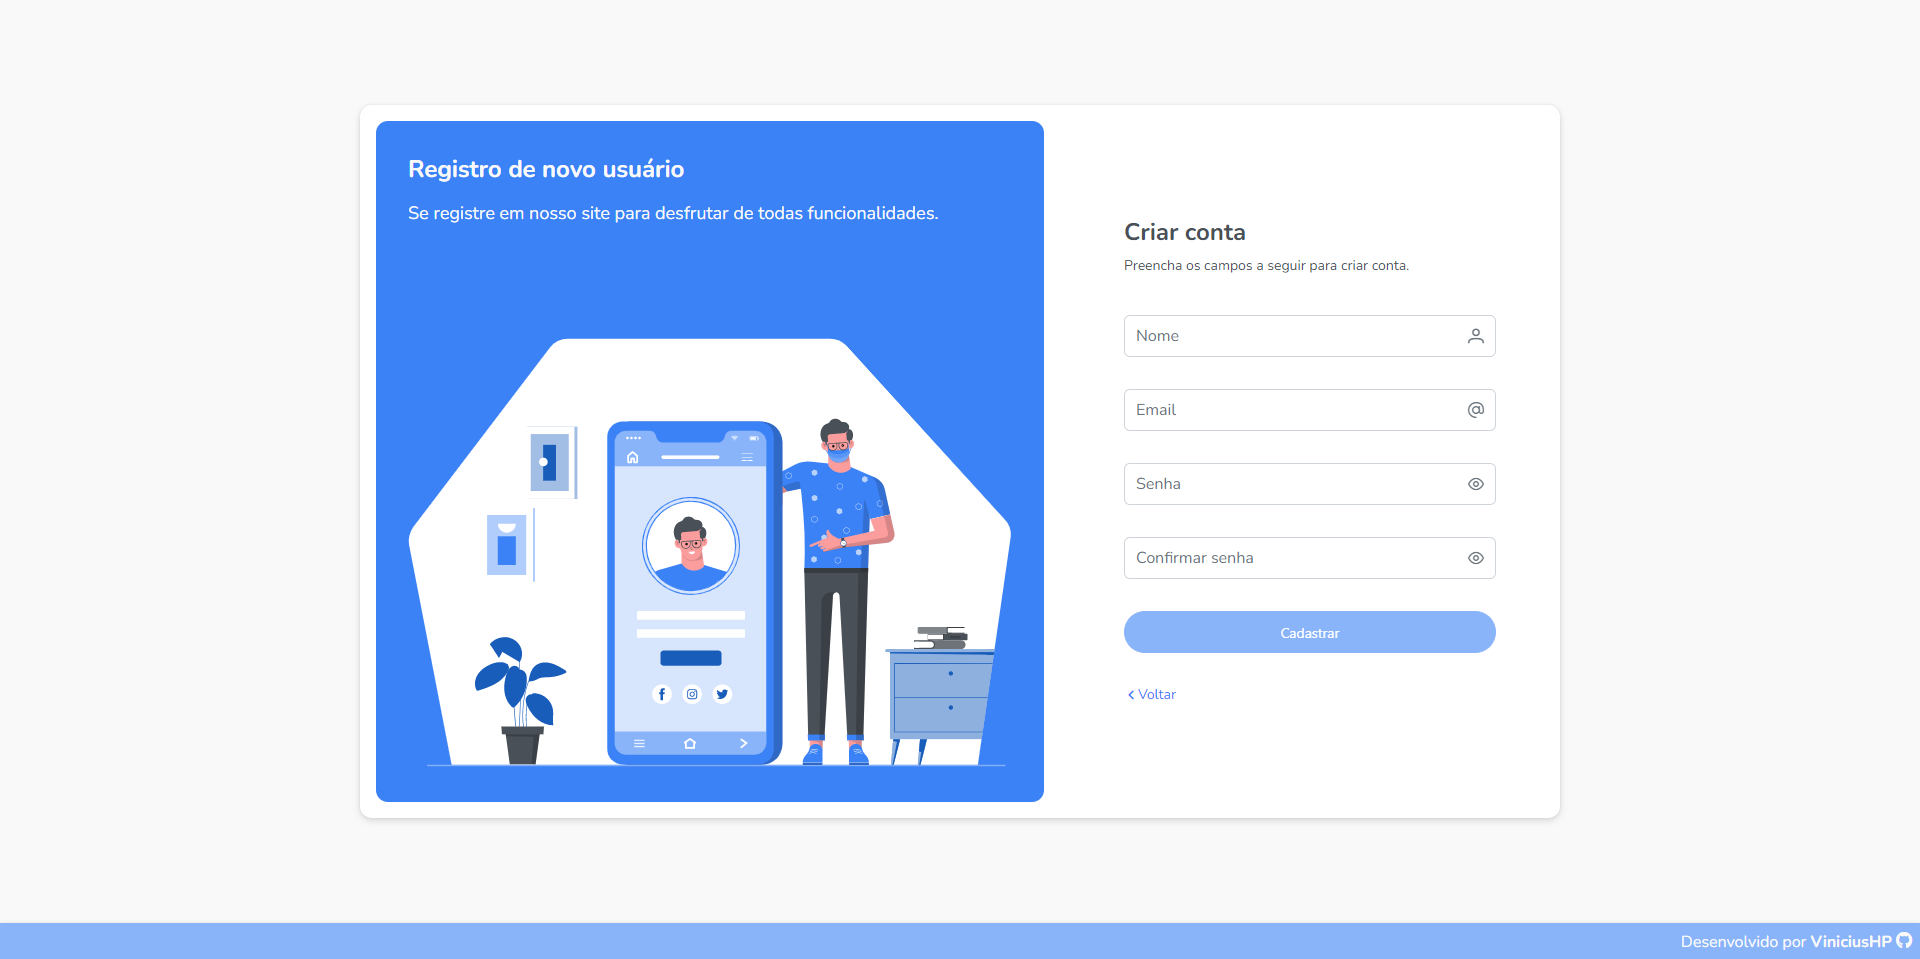 Registro de novo usuário
Se registre em nosso site para desfrutar de todas funcionalidades.
Criar conta
Preencha os campos a seguir para criar conta.
Nome
Email
Senha
Confirmar senha
Cadastrar
Voltar
Desenvolvido por ViniciusHP